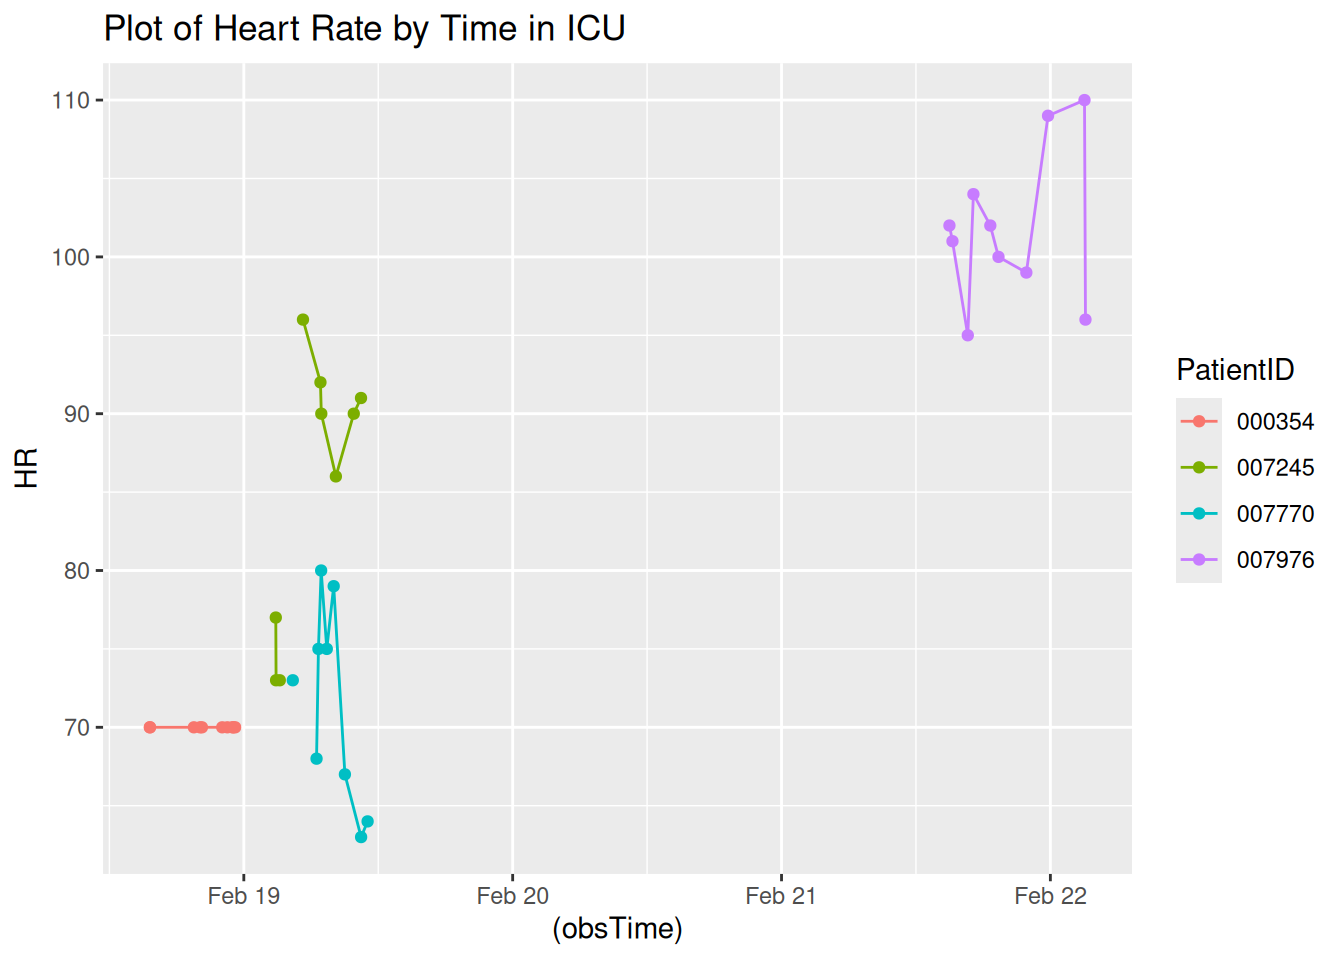 Plot of Heart Rate by Time in ICU
110
100
90
80
70
HR
Feb 19
Feb 20
Feb 21
Feb 22
(obsTime)
PatientID
000354
007245
007770
007976